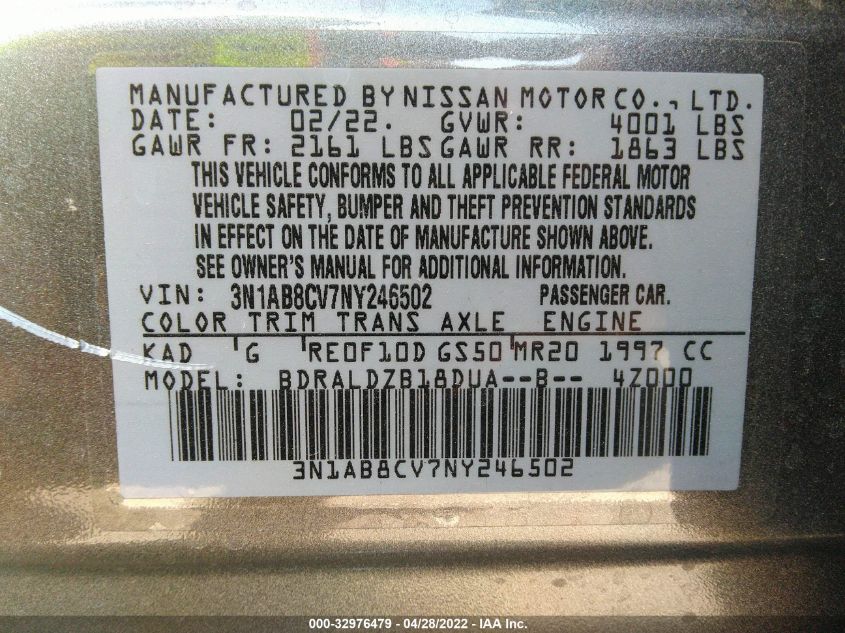 MANUFACTURED BY NISSAN MOTOR CO., LTD.
DATE: 02/22. GVWR: 4001 LBS
GAWR FR: 2161 LBS GAWR RR: 1863 LBS
THIS VEHICLE CONFORMS TO ALL APPLICABLE FEDERAL MOTOR
VEHICLE SAFETY, BUMPER AND THEFT PREVENTION STANDARDS
IN EFFECT ON THE DATE OF MANUFACTURE SHOWN ABOVE.
SEE OWNER'S MANUAL FOR ADDITIONAL INFORMATION.
VIN: 3N1AB8CV7NY246502 PASSENGER CAR.
COLOR TRIM TRANS AXLE ENGINE
KAD 'G 'RE0F10D GS50'MR20 1997 CC
MODEL: BDRALDZB18DUA--B-- 4Z000
3N1AB8CV7NY246502
000-32976479 - 04/28/2022 - IAA Inc.